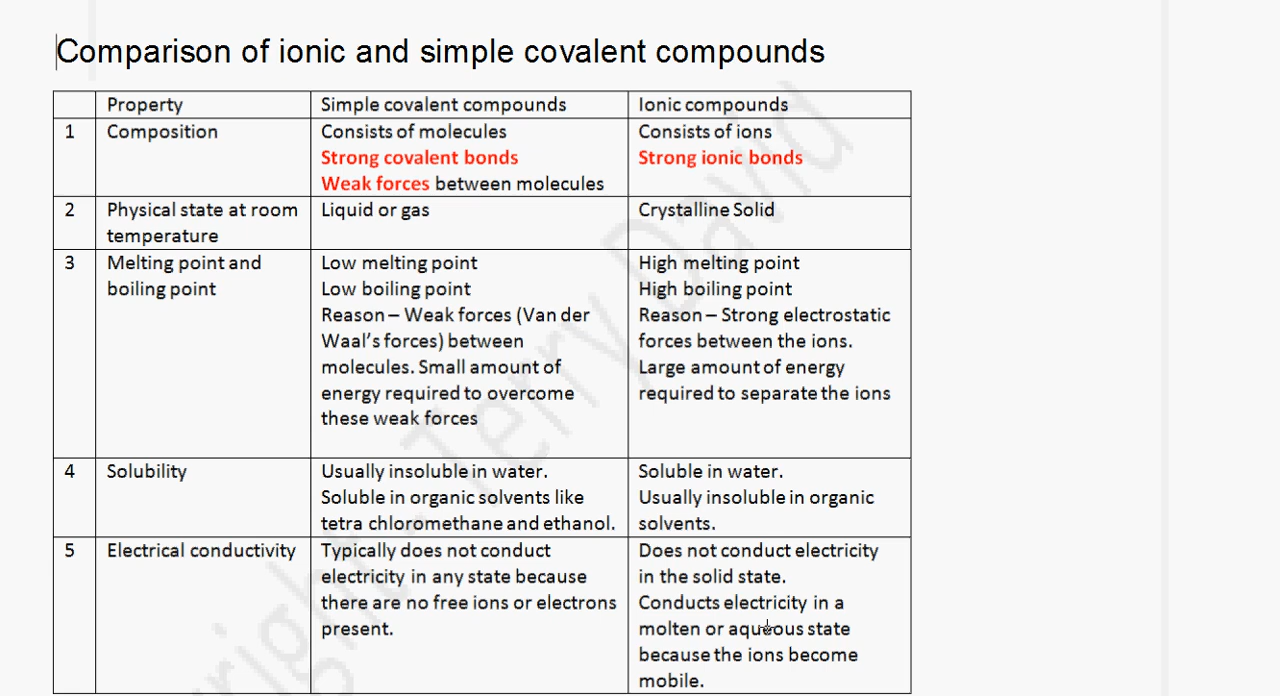 Comparison of ionic and simple covalent compounds
Property
Simple covalent compounds
Ionic compounds
1
Composition
Consists of molecules
Strong covalent bonds
Weak forces between molecules
Consists of ions
Strong ionic bonds
2
Physical state at room
temperature
Liquid or gas
Crystalline Solid
3
Melting point and
boiling point
Low melting point
Low boiling point
Reason – Weak forces (Van der
Waal's forces) between
molecules. Small amount of
energy required to overcome
these weak forces
High melting point
High boiling point
Reason – Strong electrostatic
forces between the ions.
Large amount of energy
required to separate the ions
4
Solubility
Usually insoluble in water.
Soluble in organic solvents like
tetra chloromethane and ethanol.
Soluble in water.
Usually insoluble in organic
solvents.
5
Electrical conductivity
Typically does not conduct
electricity in any state because
there are no free ions or electrons
present.
Does not conduct electricity
in the solid state.
Conducts electricity in a
molten or aqueous state
because the ions become
mobile.
Terry David